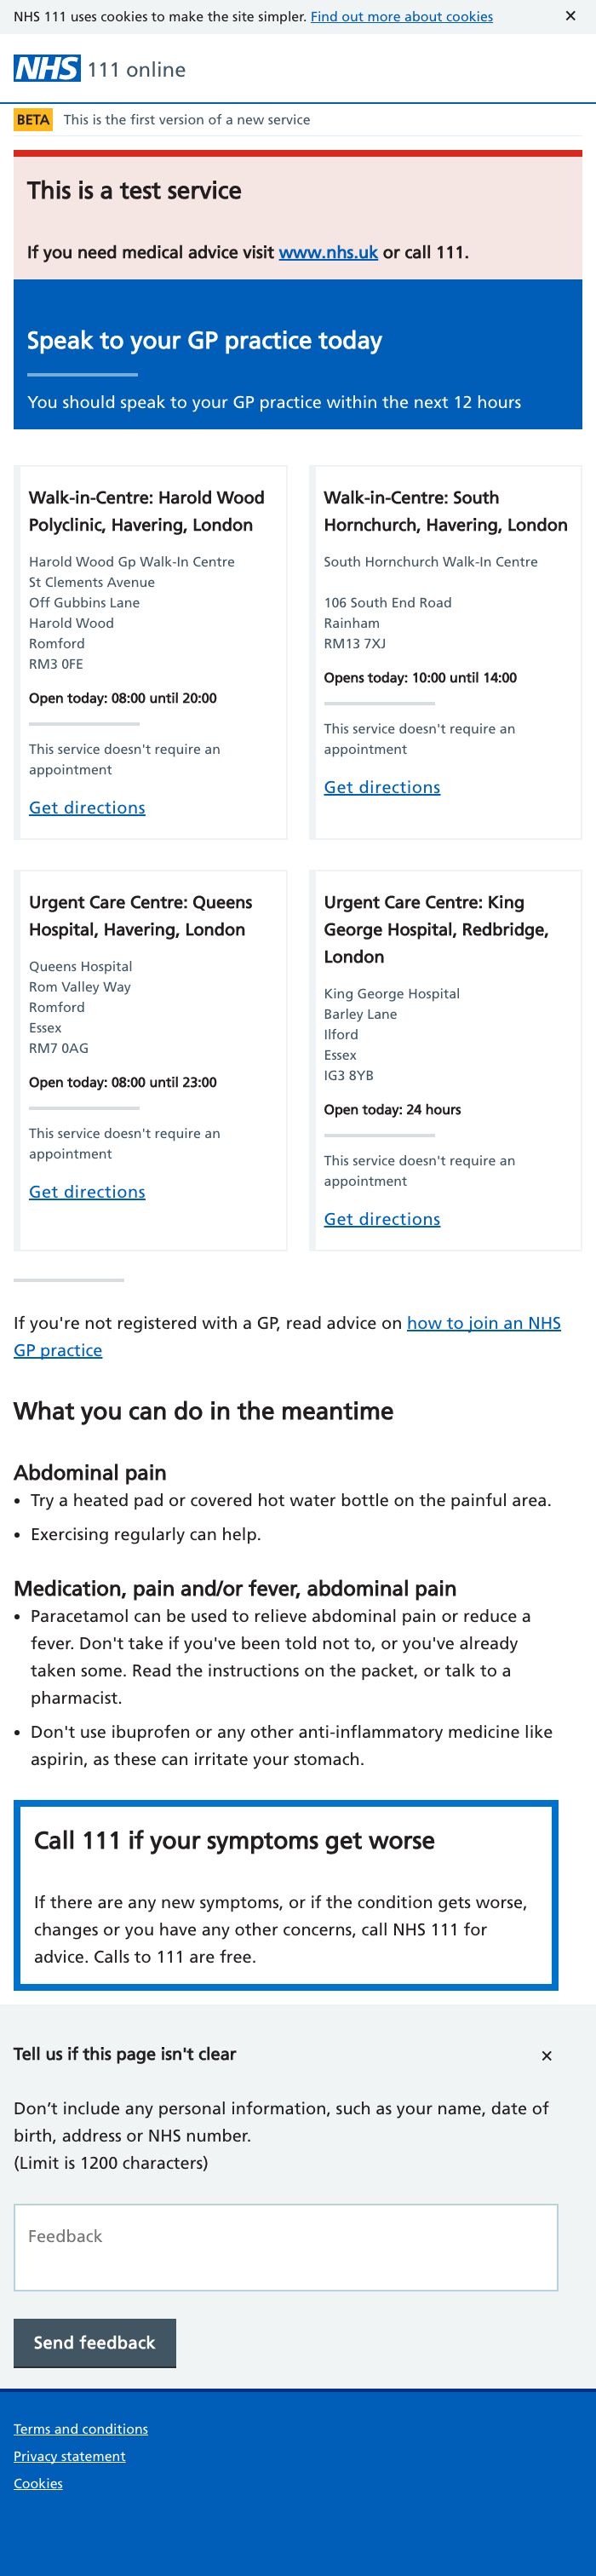 NHS 111 uses cookies to make the site simpler. Find out more about cookies ✕
NHS 111 online
BETA This is the first version of a new service
This is a test service
If you need medical advice visit www.nhs.uk or call 111.
Speak to your GP practice today
You should speak to your GP practice within the next 12 hours
Walk-in-Centre: Harold Wood
Polyclinic, Havering, London
Harold Wood Gp Walk-In Centre
St Clements Avenue
Off Gubbins Lane
Harold Wood
Romford
RM3 0FE
Open today: 08:00 until 20:00
This service doesn't require an
appointment
Get directions
Walk-in-Centre: South
Hornchurch, Havering, London
South Hornchurch Walk-In Centre
106 South End Road
Rainham
RM13 7XJ
Opens today: 10:00 until 14:00
This service doesn't require an
appointment
Get directions
Urgent Care Centre: Queens
Hospital, Havering, London
Queens Hospital
Rom Valley Way
Romford
Essex
RM7 0AG
Open today: 08:00 until 23:00
This service doesn't require an
appointment
Get directions
Urgent Care Centre: King
George Hospital, Redbridge,
London
King George Hospital
Barley Lane
Ilford
Essex
IG3 8YB
Open today: 24 hours
This service doesn't require an
appointment
Get directions
If you're not registered with a GP, read advice on how to join an NHS
GP practice
What you can do in the meantime
Abdominal pain
• Try a heated pad or covered hot water bottle on the painful area.
• Exercising regularly can help.
Medication, pain and/or fever, abdominal pain
• Paracetamol can be used to relieve abdominal pain or reduce a
fever. Don't take if you've been told not to, or you've already
taken some. Read the instructions on the packet, or talk to a
pharmacist.
• Don't use ibuprofen or any other anti-inflammatory medicine like
aspirin, as these can irritate your stomach.
Call 111 if your symptoms get worse
If there are any new symptoms, or if the condition gets worse,
changes or you have any other concerns, call NHS 111 for
advice. Calls to 111 are free.
Tell us if this page isn't clear ✕
Don’t include any personal information, such as your name, date of
birth, address or NHS number.
(Limit is 1200 characters)
Feedback
Send feedback
Terms and conditions
Privacy statement
Cookies